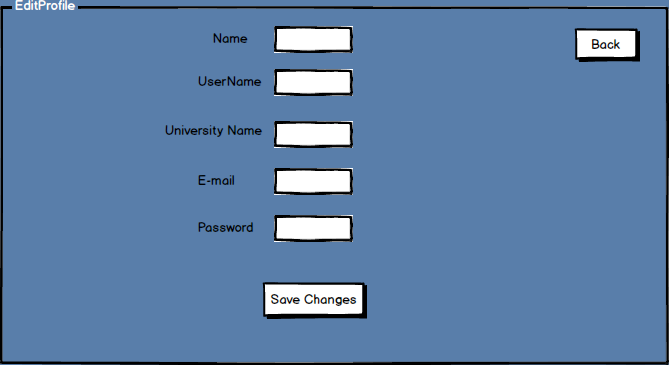 EditProfile
Name
Back
UserName
University Name
E-mail
Password
Save Changes